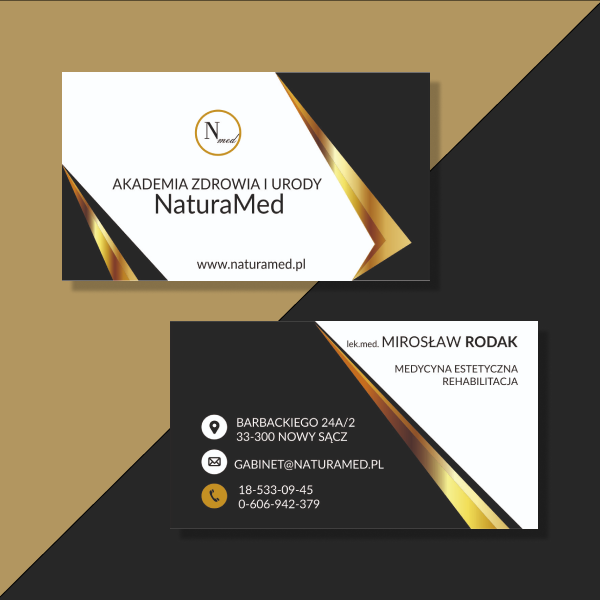 N
med
AKADEMIA ZDROWIA I URODY
NaturaMed
www.naturamed.pl
lek.med. MIROSŁAW RODAK
MEDYCYNA ESTETYCZNA
REHABILITACJA
BARBACKIEGO 24A/2
33-300 NOWY SĄCZ
GABINET@NATURAMED.PL
18-533-09-45
0-606-942-379